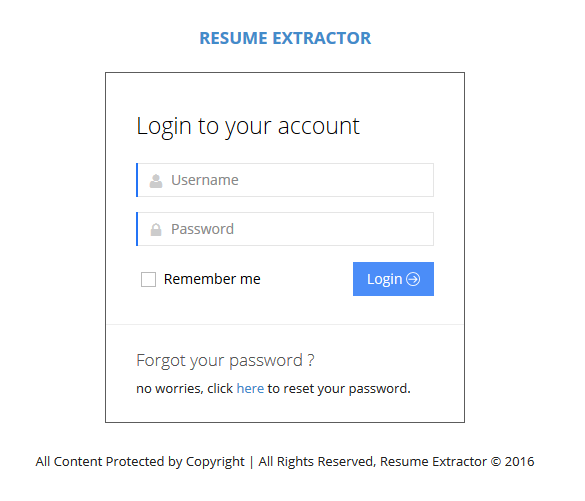 RESUME EXTRACTOR
Login to your account
Username
Password
Remember me
Login
Forgot your password ?
no worries, click here to reset your password.
All Content Protected by Copyright | All Rights Reserved, Resume Extractor © 2016